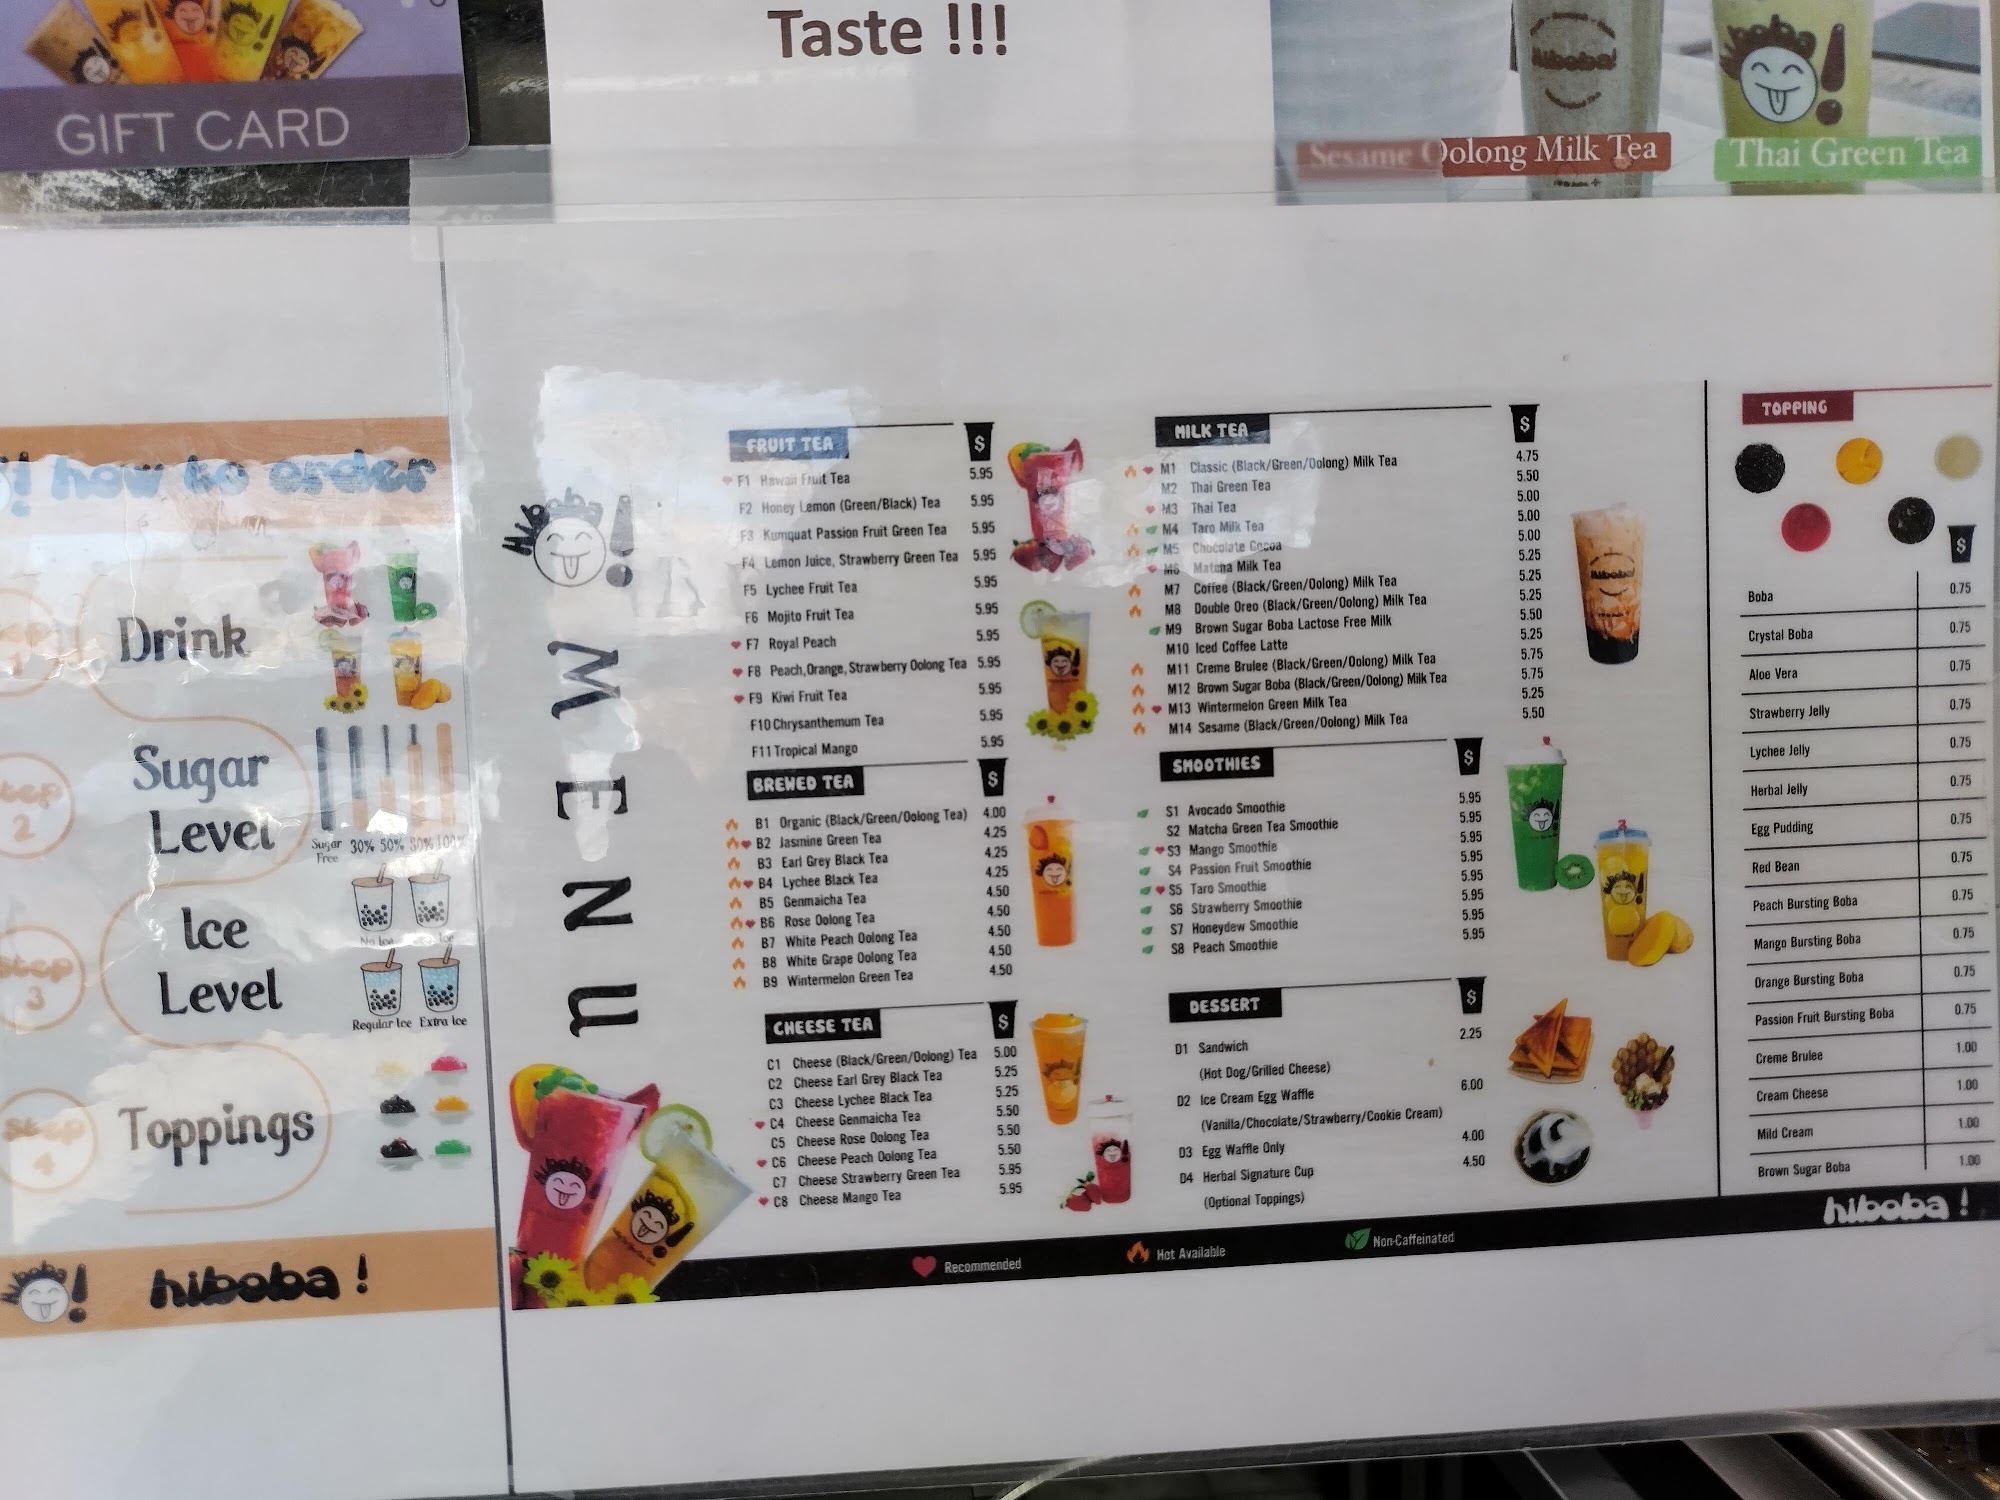 GIFT CARD
Taste !!!
Sesame Oolong Milk Tea
Thai Green Tea
! how to order
Drink
Step
2
Sugar
Level
Sugar
Free
30% 50% 80% 100%
Step
3
Ice
Level
No Ice
Ice
Regular Ice
Extra Ice
Step
4
Toppings
hiboba!
hiboba!
MENU
FRUIT TEA $
F1 Hawaii Fruit Tea 5.95
F2 Honey Lemon (Green/Black) Tea 5.95
F3 Kumquat Passion Fruit Green Tea 5.95
F4 Lemon Juice, Strawberry Green Tea 5.95
F5 Lychee Fruit Tea 5.95
F6 Mojito Fruit Tea 5.95
F7 Royal Peach 5.95
F8 Peach,Orange,Strawberry Oolong Tea 5.95
F9 Kiwi Fruit Tea 5.95
F10 Chrysanthemum Tea 5.95
F11 Tropical Mango 5.95
BREWED TEA $
B1 Organic (Black/Green/Oolong Tea) 4.00
B2 Jasmine Green Tea 4.25
B3 Earl Grey Black Tea 4.25
B4 Lychee Black Tea 4.25
B5 Genmaicha Tea 4.50
B6 Rose Oolong Tea 4.50
B7 White Peach Oolong Tea 4.50
B8 White Grape Oolong Tea 4.50
B9 Wintermelon Green Tea 4.50
CHEESE TEA $
C1 Cheese (Black/Green/Oolong) Tea 5.00
C2 Cheese Earl Grey Black Tea 5.25
C3 Cheese Lychee Black Tea 5.25
C4 Cheese Genmaicha Tea 5.50
C5 Cheese Rose Oolong Tea 5.50
C6 Cheese Peach Oolong Tea 5.50
C7 Cheese Strawberry Green Tea 5.95
C8 Cheese Mango Tea 5.95
MILK TEA $
M1 Classic (Black/Green/Oolong) Milk Tea 4.75
M2 Thai Green Tea 5.50
M3 Thai Tea 5.00
M4 Taro Milk Tea 5.00
M5 Chocolate Cocoa 5.00
M6 Matcha Milk Tea 5.25
M7 Coffee (Black/Green/Oolong) Milk Tea 5.25
M8 Double Oreo (Black/Green/Oolong) Milk Tea 5.25
M9 Brown Sugar Boba Lactose Free Milk 5.50
M10 Iced Coffee Latte 5.25
M11 Creme Brulee (Black/Green/Oolong) Milk Tea 5.75
M12 Brown Sugar Boba (Black/Green/Oolong) Milk Tea 5.75
M13 Wintermelon Green Milk Tea 5.25
M14 Sesame (Black/Green/Oolong) Milk Tea 5.50
SMOOTHIES $
S1 Avocado Smoothie 5.95
S2 Matcha Green Tea Smoothie 5.95
S3 Mango Smoothie 5.95
S4 Passion Fruit Smoothie 5.95
S5 Taro Smoothie 5.95
S6 Strawberry Smoothie 5.95
S7 Honeydew Smoothie 5.95
S8 Peach Smoothie 5.95
DESSERT $
D1 Sandwich 2.25
(Hot Dog/Grilled Cheese)
D2 Ice Cream Egg Waffle 6.00
(Vanilla/Chocolate/Strawberry/Cookie Cream)
D3 Egg Waffle Only 4.00
D4 Herbal Signature Cup 4.50
(Optional Toppings)
TOPPING
$
Boba 0.75
Crystal Boba 0.75
Aloe Vera 0.75
Strawberry Jelly 0.75
Lychee Jelly 0.75
Herbal Jelly 0.75
Egg Pudding 0.75
Red Bean 0.75
Peach Bursting Boba 0.75
Mango Bursting Boba 0.75
Orange Bursting Boba 0.75
Passion Fruit Bursting Boba 0.75
Creme Brulee 1.00
Cream Cheese 1.00
Mild Cream 1.00
Brown Sugar Boba 1.00
Recommended
Hot Available
Non-Caffeinated
hiboba!